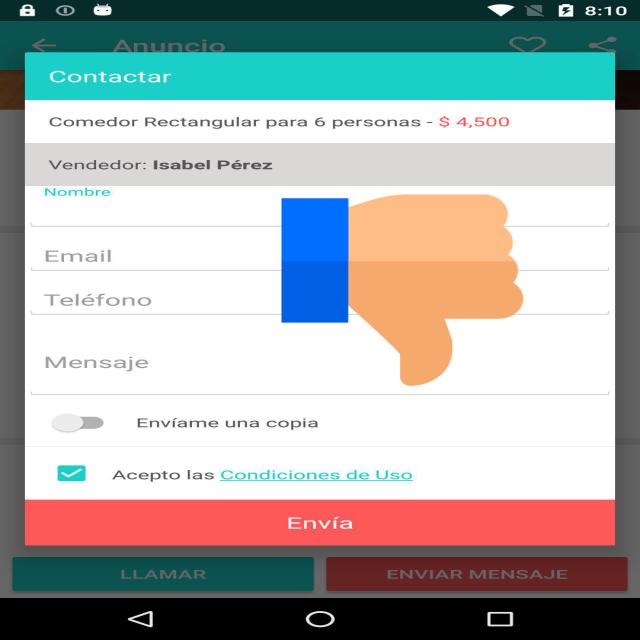 8:10
Anuncio
Contactar
Comedor Rectangular para 6 personas - $ 4,500
Vendedor: Isabel Pérez
Nombre
Email
Teléfono
Mensaje
Envíame una copia
Acepto las Condiciones de Uso
Envía
LLAMAR
ENVIAR MENSAJE